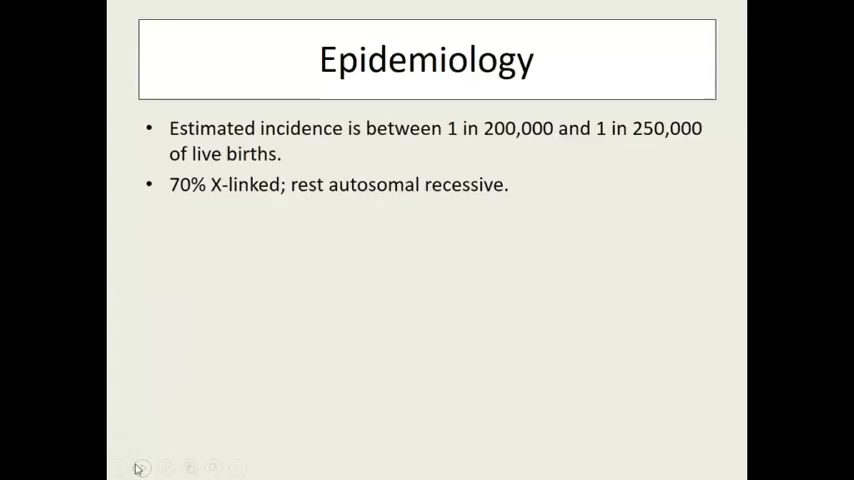 Epidemiology
• Estimated incidence is between 1 in 200,000 and 1 in 250,000
of live births.
• 70% X-linked; rest autosomal recessive.